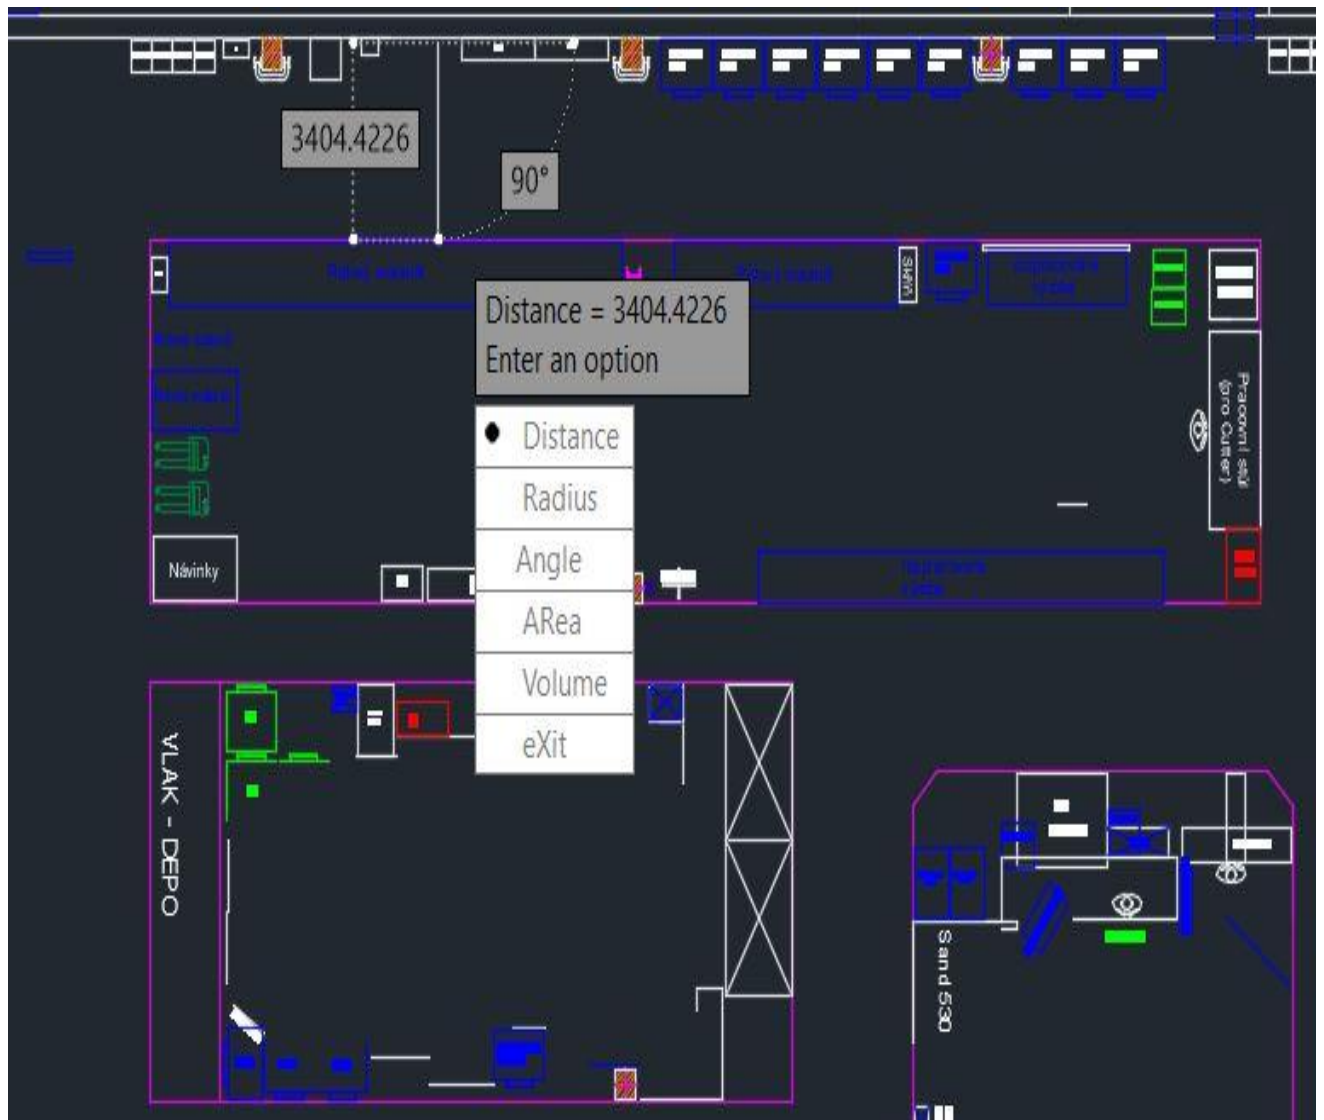 3404.4226
90°
SKŘÍŇ
Distance = 3404.4226
Enter an option
Distance
Radius
Angle
ARea
Volume
eXit
Pracovní stůl
(pro Cutter)
Návinky
VLAK - DEPO
Sand 530